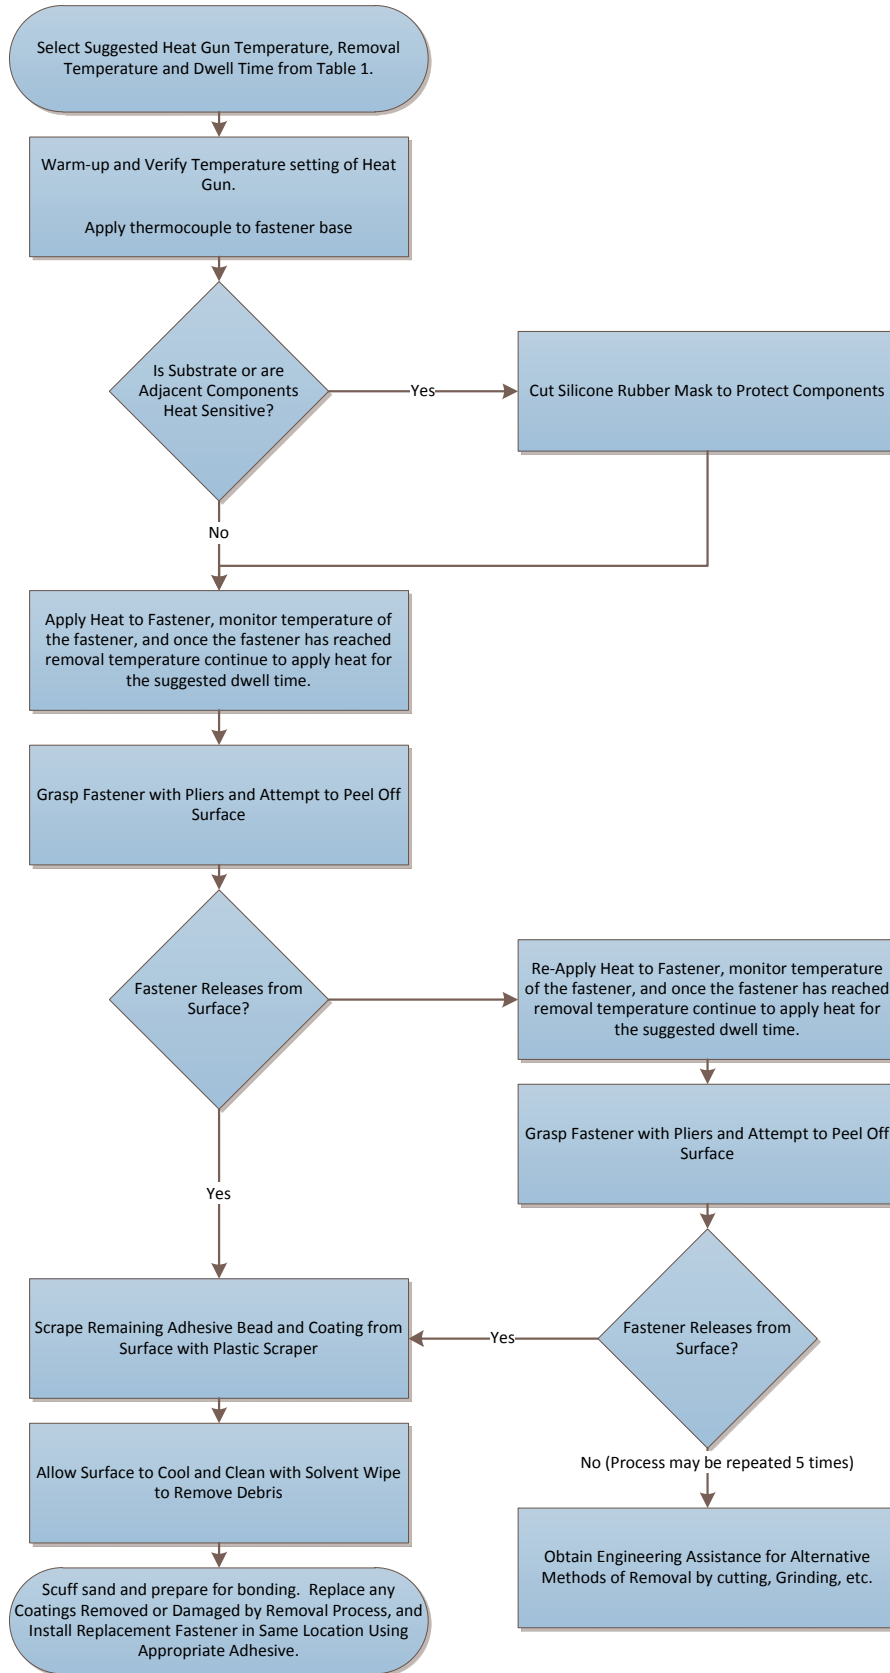 Select Suggested Heat Gun Temperature, Removal
Temperature and Dwell Time from Table 1.
Warm-up and Verify Temperature setting of Heat
Gun.
Apply thermocouple to fastener base
Is Substrate or are
Adjacent Components
Heat Sensitive?
Yes
Cut Silicone Rubber Mask to Protect Components
No
Apply Heat to Fastener, monitor temperature of
the fastener, and once the fastener has reached
removal temperature continue to apply heat for
the suggested dwell time.
Grasp Fastener with Pliers and Attempt to Peel Off
Surface
Fastener Releases from
Surface?
Re-Apply Heat to Fastener, monitor temperature
of the fastener, and once the fastener has reached
removal temperature continue to apply heat for
the suggested dwell time.
Grasp Fastener with Pliers and Attempt to Peel Off
Surface
Yes
Fastener Releases from
Surface?
Yes
Scrape Remaining Adhesive Bead and Coating from
Surface with Plastic Scraper
No (Process may be repeated 5 times)
Allow Surface to Cool and Clean with Solvent Wipe
to Remove Debris
Obtain Engineering Assistance for Alternative
Methods of Removal by cutting, Grinding, etc.
Scuff sand and prepare for bonding.  Replace any
Coatings Removed or Damaged by Removal Process, and
Install Replacement Fastener in Same Location Using
Appropriate Adhesive.